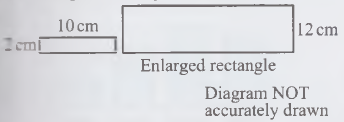 10 cm
2 cm
12 cm
Enlarged rectangle
Diagram NOT
accurately drawn